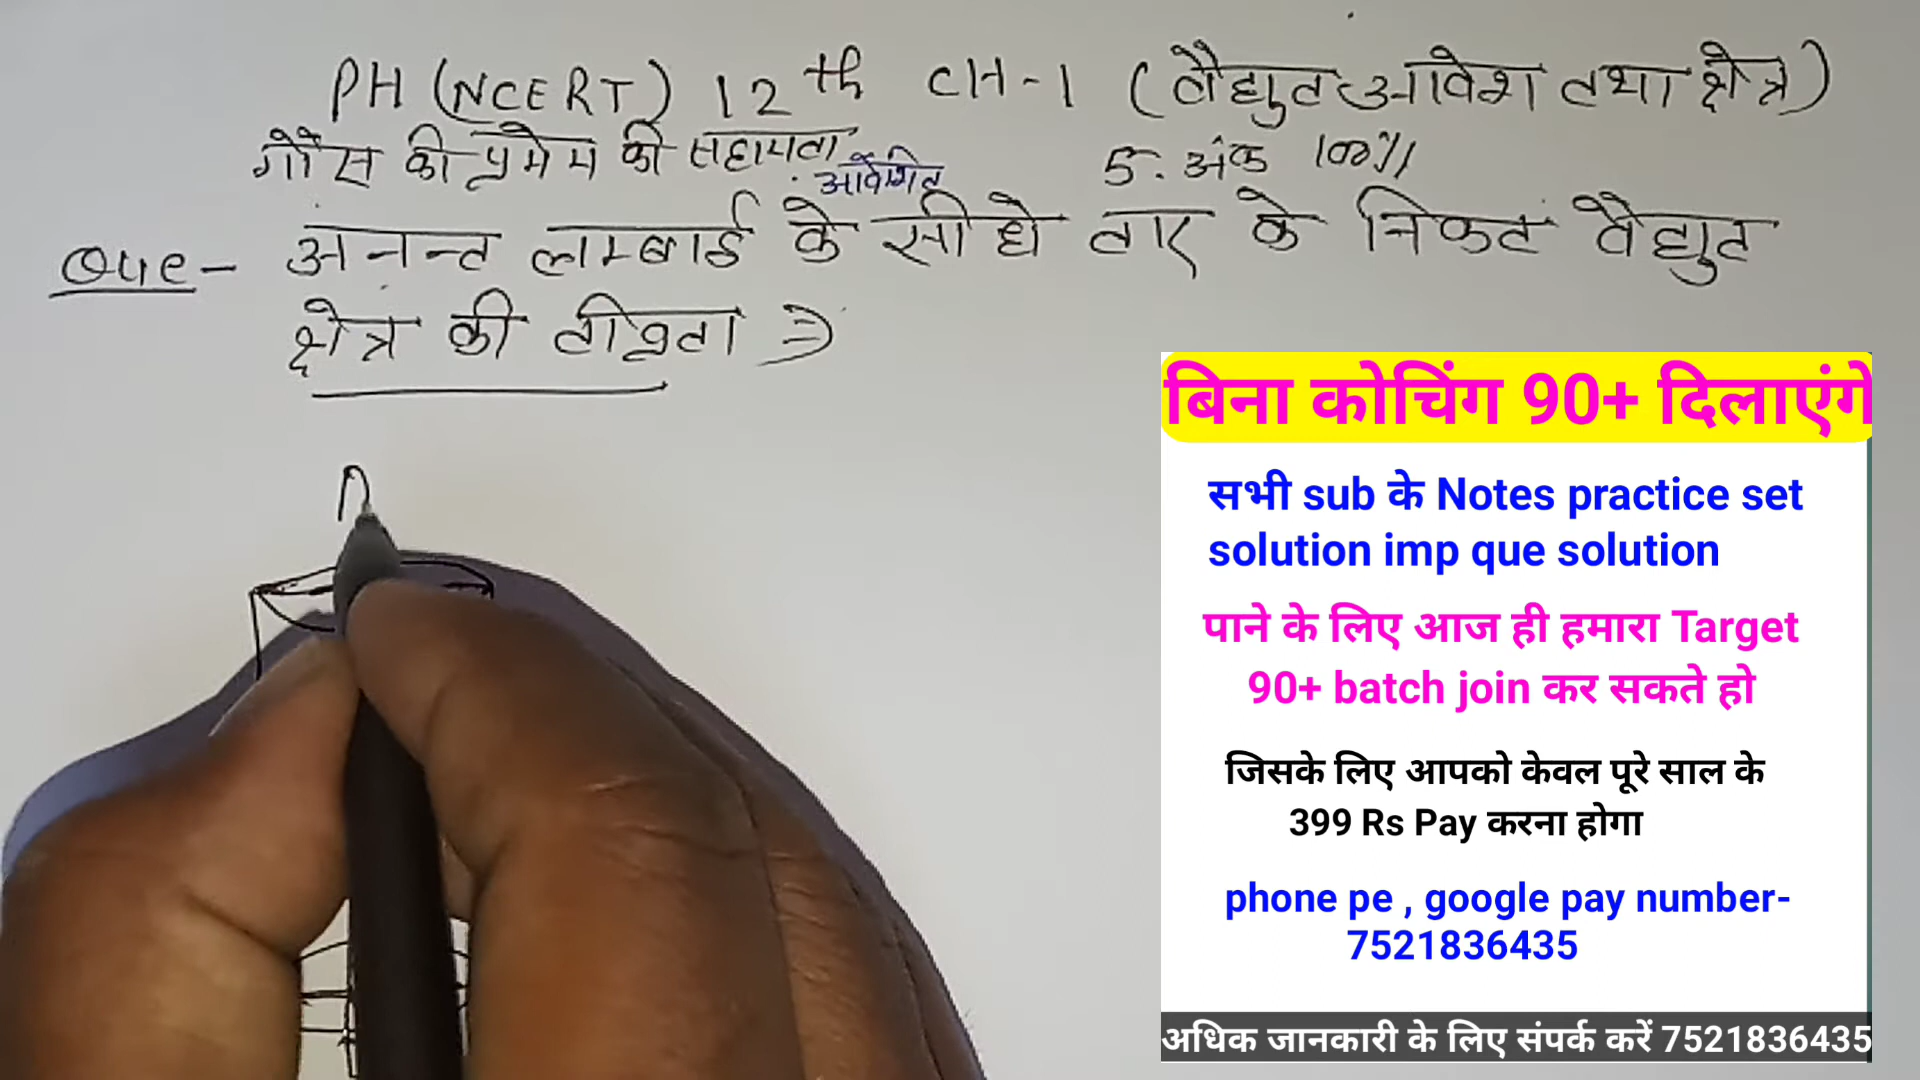 PH (NCERT) 12th CH-1 (वैद्युत आवेश तथा क्षेत्र)
गौस की प्रमेम की सहायता 5. अंक 100%
आवेशित
Que- अनन्त लम्बाई के सीधे तार के निकट वैद्युत
क्षेत्र की तीव्रता ⇒
बिना कोचिंग 90+ दिलाएंगे
सभी sub के Notes practice set
solution imp que solution
पाने के लिए आज ही हमारा Target
90+ batch join कर सकते हो
जिसके लिए आपको केवल पूरे साल के
399 Rs Pay करना होगा
phone pe , google pay number-
7521836435
अधिक जानकारी के लिए संपर्क करें 7521836435